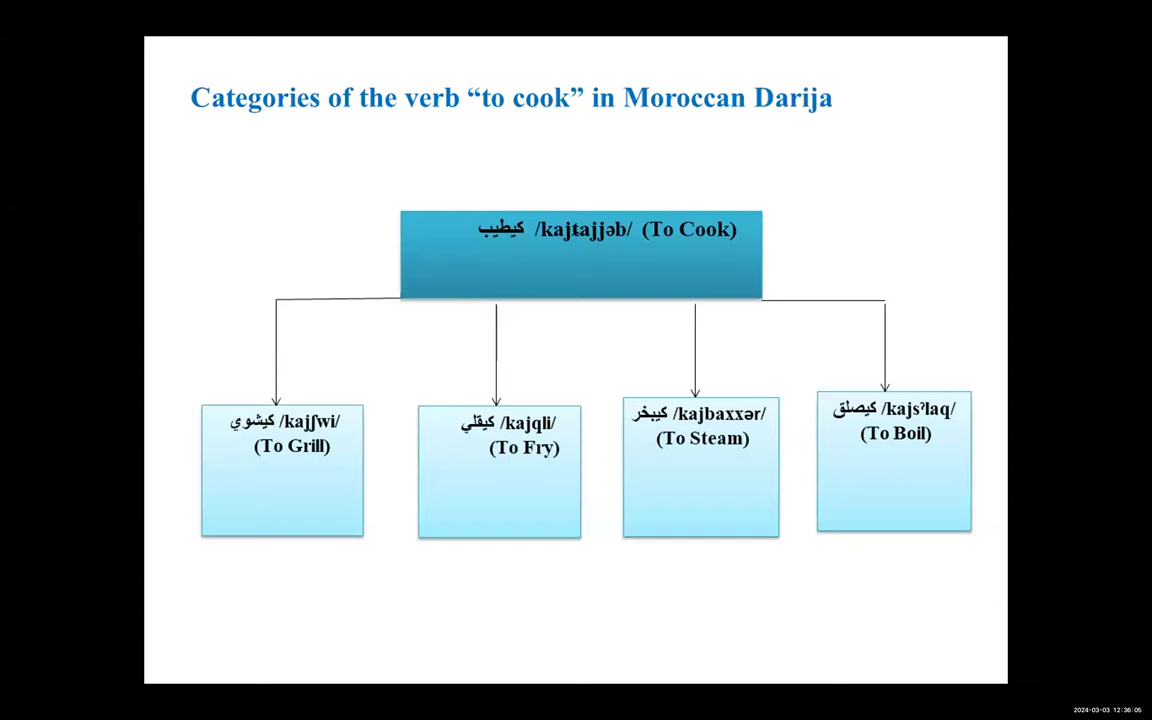 Categories of the verb “to cook” in Moroccan Darija
كيطيب /kajtajjəb/ (To Cook)
كيشوي /kajʃwi/
(To Grill)
كيقلي /kajqli/
(To Fry)
كيبخر /kajbaxxər/
(To Steam)
كيصلق /kajsˀlaq/
(To Boil)
2024-03-03 12:36:05